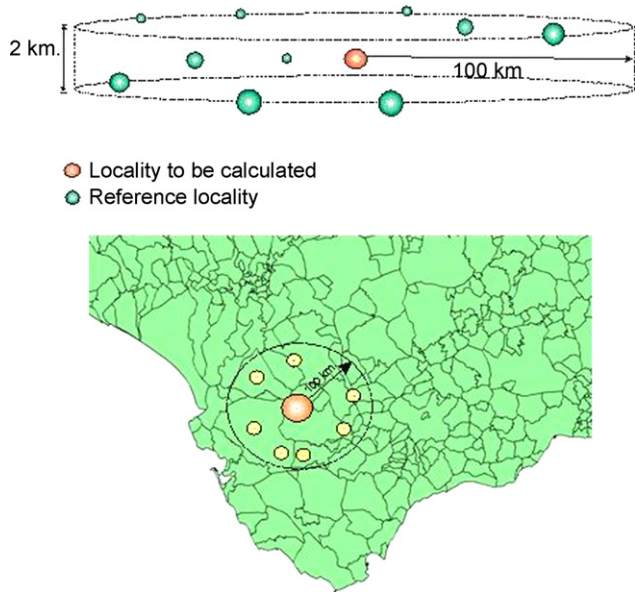 2 km.
100 km
Locality to be calculated
Reference locality
100 km.